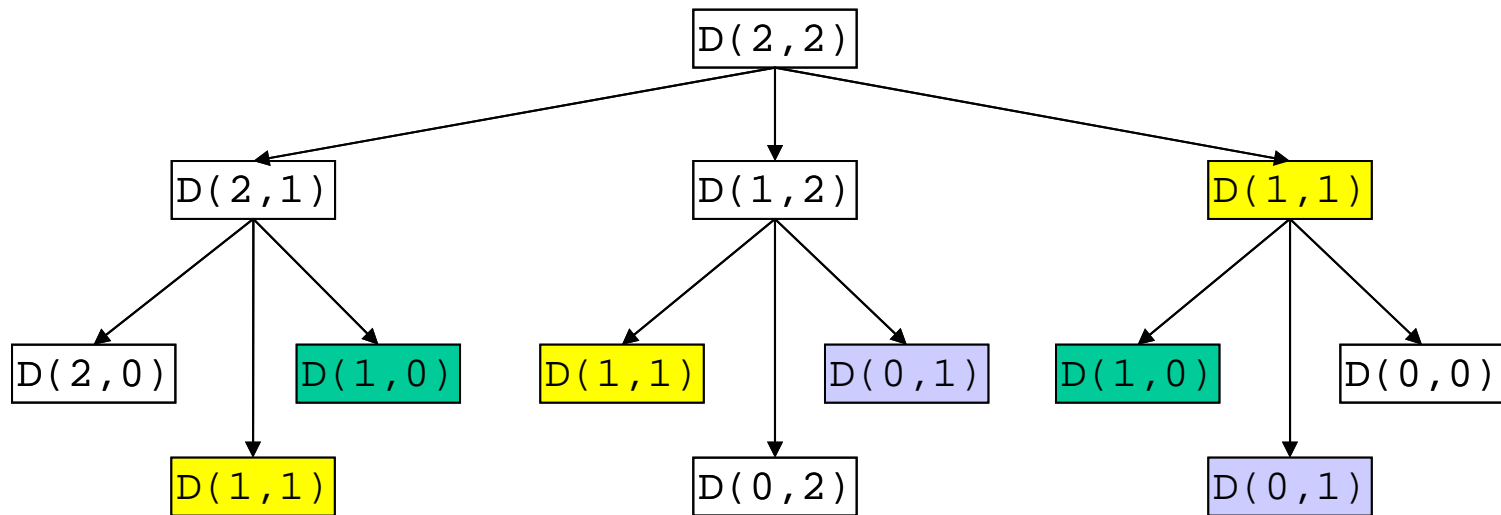 D(2,2)
D(2,1)
D(1,2)
D(1,1)
D(2,0)
D(1,0)
D(1,1)
D(0,1)
D(1,0)
D(0,0)
D(1,1)
D(0,2)
D(0,1)